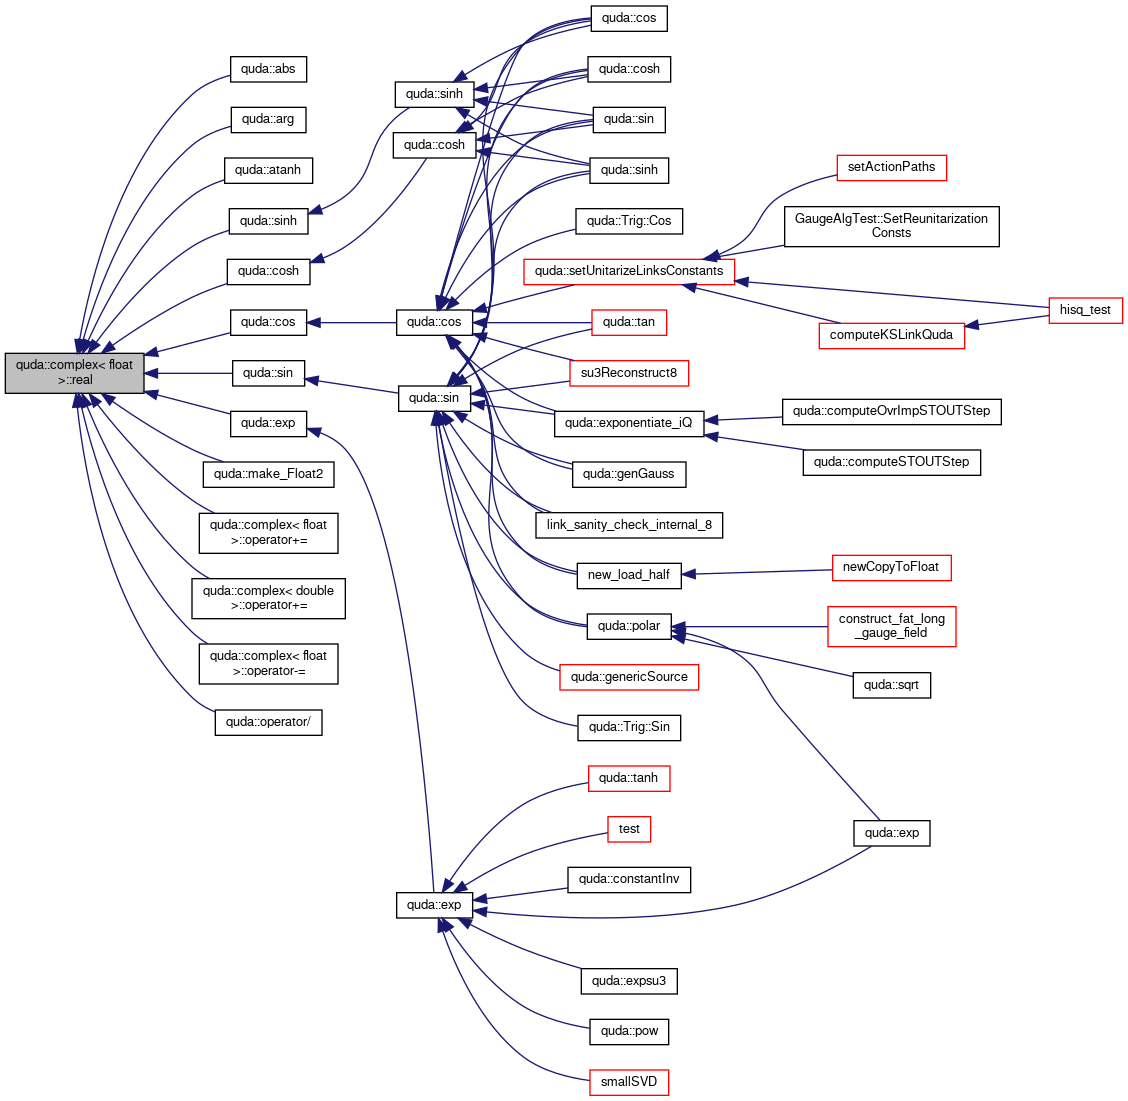 quda::complex< float
>::real
quda::abs
quda::arg
quda::atanh
quda::sinh
quda::cosh
quda::cos
quda::sin
quda::exp
quda::make_Float2
quda::complex< float
>::operator+=
quda::complex< double
>::operator+=
quda::complex< float
>::operator-=
quda::operator/
quda::sinh
quda::cosh
quda::cos
quda::sin
quda::exp
quda::cos
quda::cosh
quda::sin
quda::sinh
quda::Trig::Cos
quda::setUnitarizeLinksConstants
quda::tan
su3Reconstruct8
quda::exponentiate_iQ
quda::genGauss
link_sanity_check_internal_8
new_load_half
quda::polar
quda::genericSource
quda::Trig::Sin
quda::tanh
test
quda::constantInv
quda::expsu3
quda::pow
smallSVD
setActionPaths
GaugeAlgTest::SetReunitarization
Consts
computeKSLinkQuda
quda::computeOvrImpSTOUTStep
quda::computeSTOUTStep
newCopyToFloat
construct_fat_long
_gauge_field
quda::sqrt
quda::exp
hisq_test